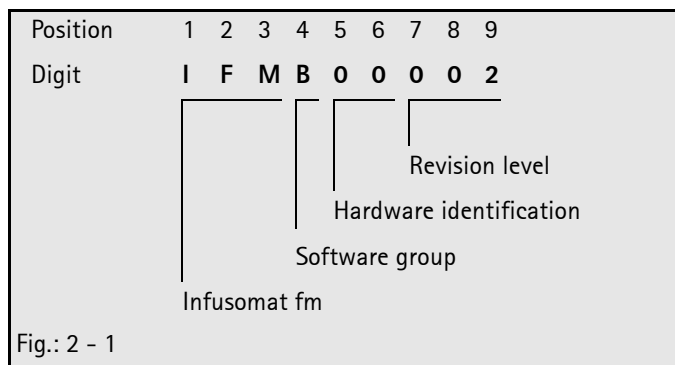 Position 1 2 3 4 5 6 7 8 9
Digit I F M B 0 0 0 0 2
Revision level
Hardware identification
Software group
Infusomat fm
Fig.: 2 - 1